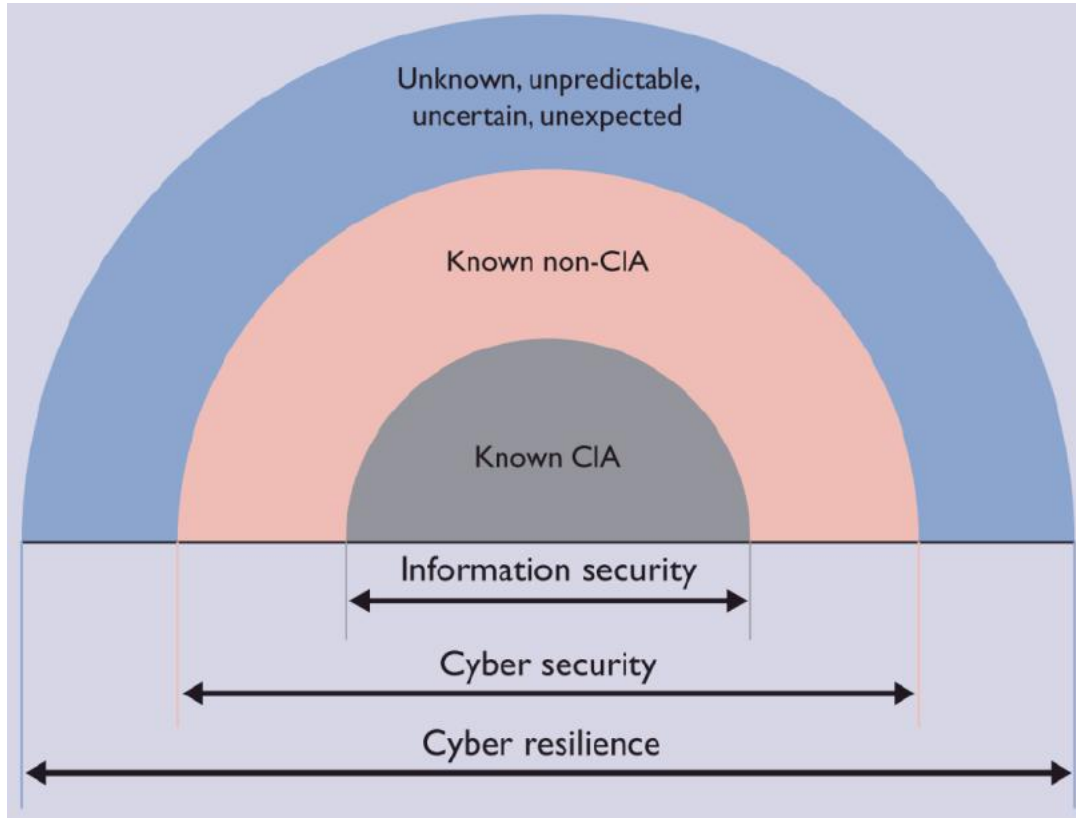 Unknown, unpredictable,
uncertain, unexpected
Known non-CIA
Known CIA
Information security
Cyber security
Cyber resilience